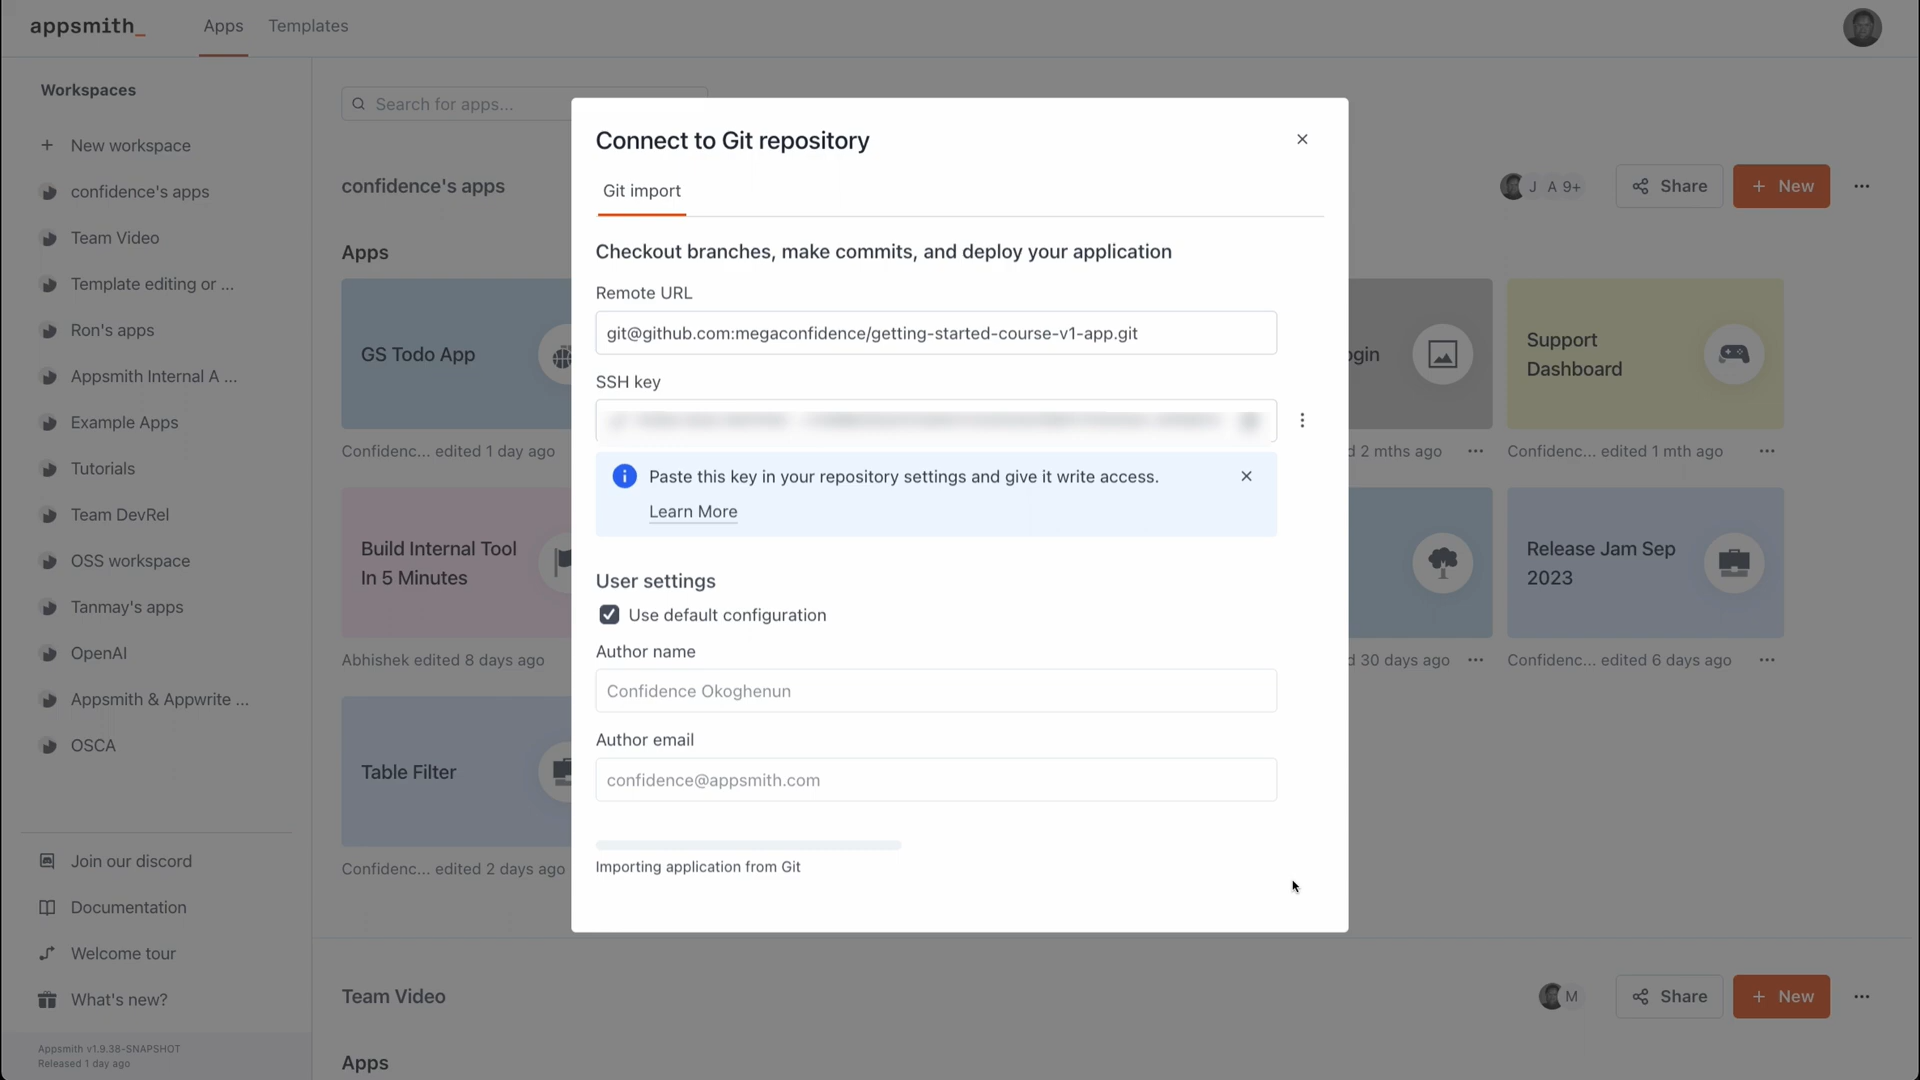 appsmith_
Apps
Templates
Workspaces
New workspace
confidence's apps
Team Video
Template editing or ...
Ron's apps
Appsmith Internal A ...
Example Apps
Tutorials
Team DevRel
OSS workspace
Tanmay's apps
OpenAI
Appsmith & Appwrite ...
OSCA
Join our discord
Documentation
Welcome tour
What's new?
Appsmith v1.9.38-SNAPSHOT
Released 1 day ago
Search for apps...
confidence's apps
J A 9+
Share
+ New
Apps
GS Todo App
Confidenc... edited 1 day ago
Support
Dashboard
d 2 mths ago
Confidenc... edited 1 mth ago
Build Internal Tool
In 5 Minutes
Abhishek edited 8 days ago
Release Jam Sep
2023
d 30 days ago
Confidenc... edited 6 days ago
Table Filter
Confidenc... edited 2 days ago
Connect to Git repository
Git import
Checkout branches, make commits, and deploy your application
Remote URL
git@github.com:megaconfidence/getting-started-course-v1-app.git
SSH key
Paste this key in your repository settings and give it write access.
Learn More
User settings
Use default configuration
Author name
Confidence Okoghenun
Author email
confidence@appsmith.com
Importing application from Git
Team Video
M
Share
+ New
Apps